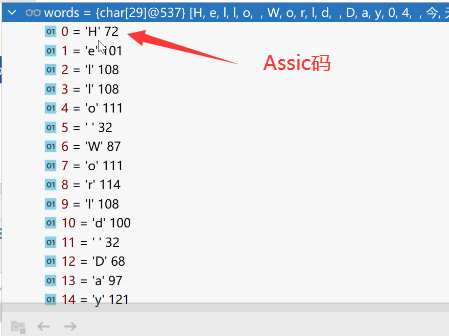 words = {char[29]@537} [H, e, l, l, o,  , W, o, r, l, d,  , D, a, y, 0, 4,  , 今, 天
0 = 'H' 72
Assic码
1 = 'e' 101
2 = 'l' 108
3 = 'l' 108
4 = 'o' 111
5 = ' ' 32
6 = 'W' 87
7 = 'o' 111
8 = 'r' 114
9 = 'l' 108
10 = 'd' 100
11 = ' ' 32
12 = 'D' 68
13 = 'a' 97
14 = 'y' 121